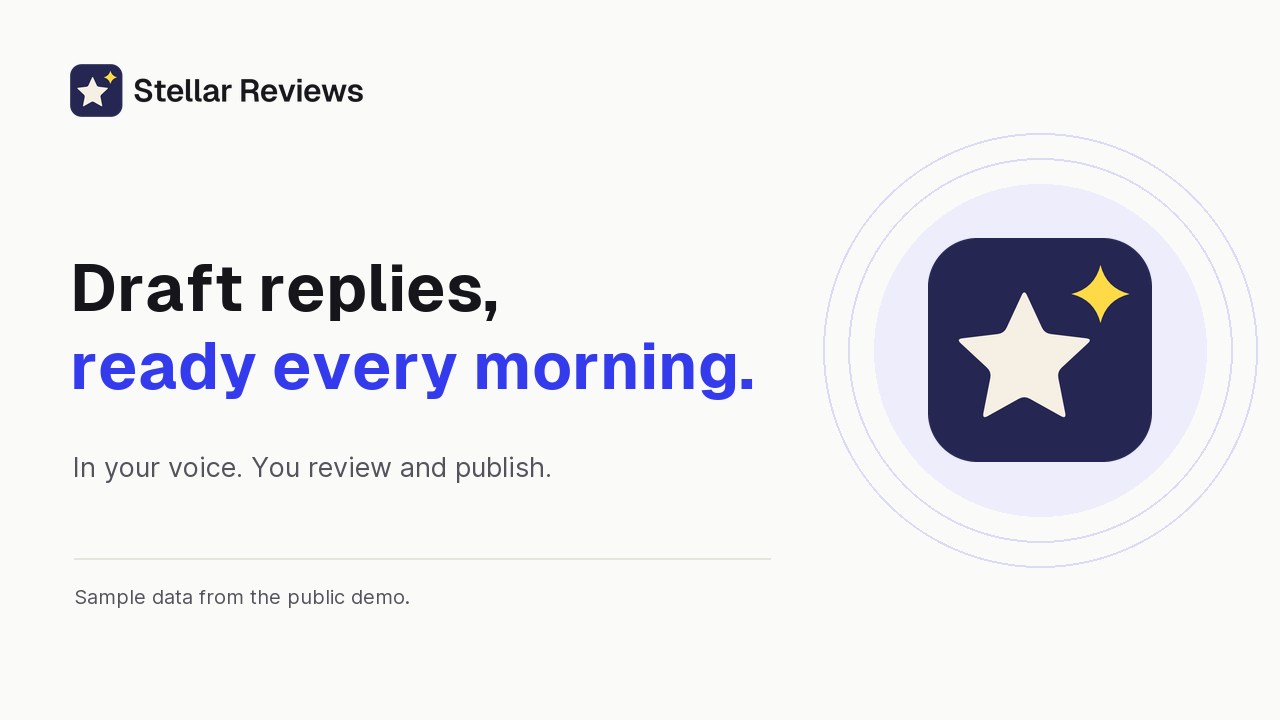 Stellar Reviews
Draft replies,
ready every morning.
In your voice. You review and publish.
Sample data from the public demo.